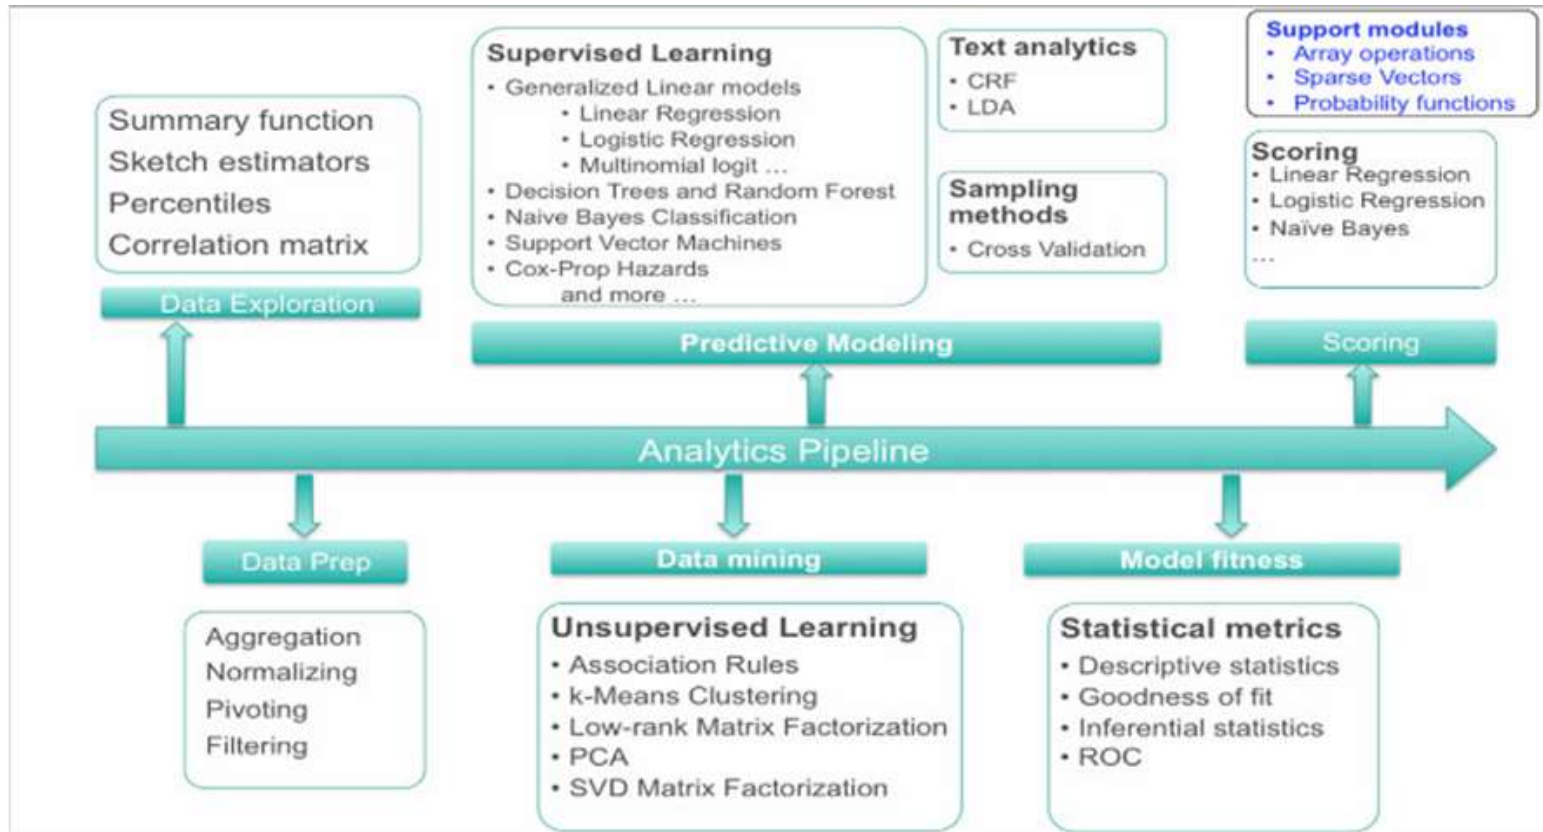 Summary function
Sketch estimators
Percentiles
Correlation matrix
Data Exploration
Supervised Learning
• Generalized Linear models
• Linear Regression
• Logistic Regression
• Multinomial logit ...
• Decision Trees and Random Forest
• Naive Bayes Classification
• Support Vector Machines
• Cox-Prop Hazards
and more ...
Text analytics
• CRF
• LDA
Sampling
methods
• Cross Validation
Predictive Modeling
Support modules
• Array operations
• Sparse Vectors
• Probability functions
Scoring
• Linear Regression
• Logistic Regression
• Naïve Bayes
...
Scoring
Analytics Pipeline
Data Prep
Aggregation
Normalizing
Pivoting
Filtering
Data mining
Unsupervised Learning
• Association Rules
• k-Means Clustering
• Low-rank Matrix Factorization
• PCA
• SVD Matrix Factorization
Model fitness
Statistical metrics
• Descriptive statistics
• Goodness of fit
• Inferential statistics
• ROC